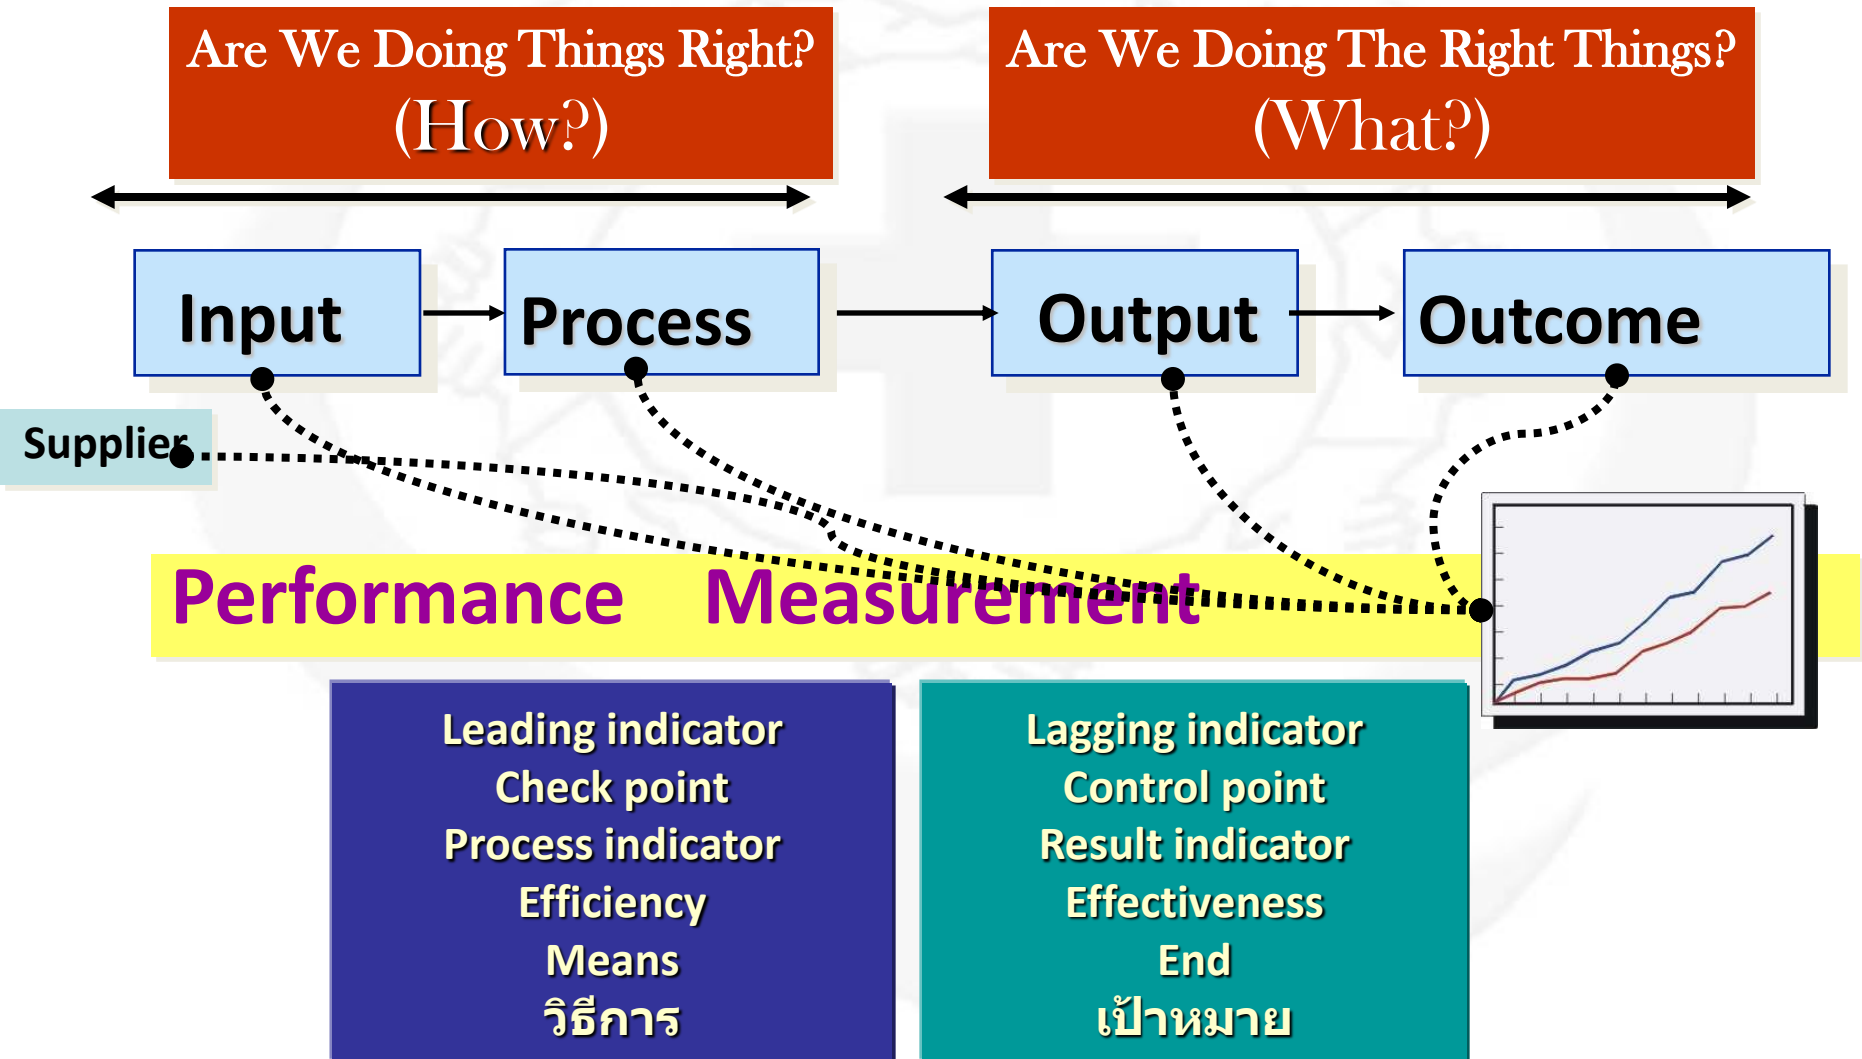 Are We Doing Things Right?
(How?)
Are We Doing The Right Things?
(What?)
Input
Process
Output
Outcome
Supplier
Performance Measurement
Leading indicator
Check point
Process indicator
Efficiency
Means
วิธีการ
Lagging indicator
Control point
Result indicator
Effectiveness
End
เป้าหมาย